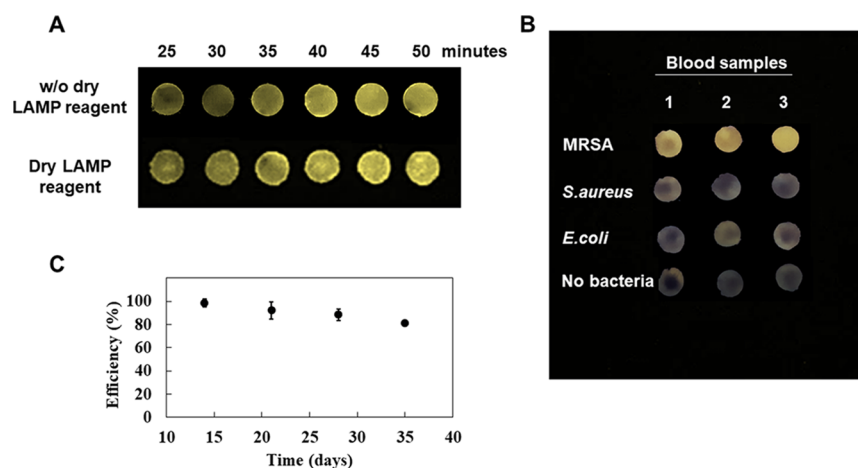 A
25 30 35 40 45 50 minutes
w/o dry
LAMP reagent
Dry LAMP
reagent
B
Blood samples
1 2 3
MRSA
S.aureus
E.coli
No bacteria
C
Efficiency (%)
100
80
60
40
20
0
10 15 20 25 30 35 40
Time (days)